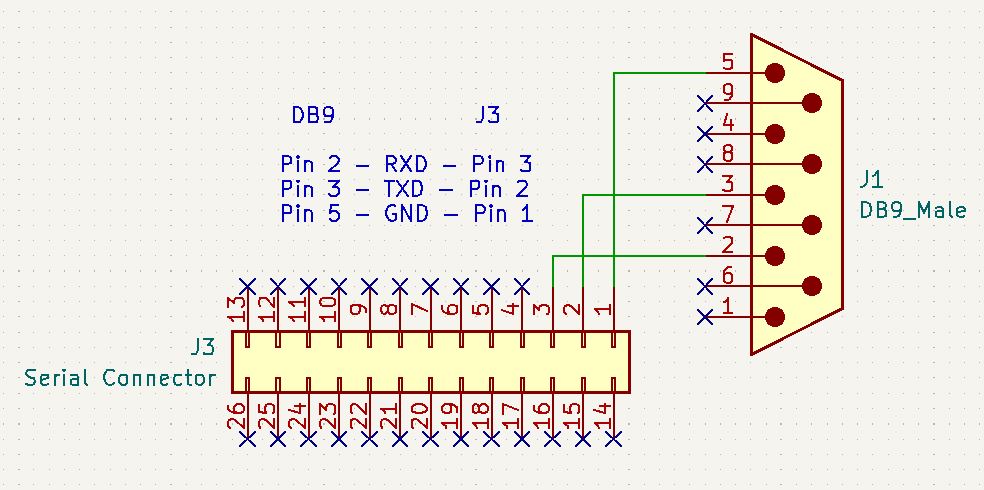 DB9 J3
Pin 2 - RXD - Pin 3
Pin 3 - TXD - Pin 2
Pin 5 - GND - Pin 1
5
9
4
8
3
7
2
6
1
J1
DB9_Male
13 12 11 10 9 8 7 6 5 4 3 2 1
J3
Serial Connector
26 25 24 23 22 21 20 19 18 17 16 15 14